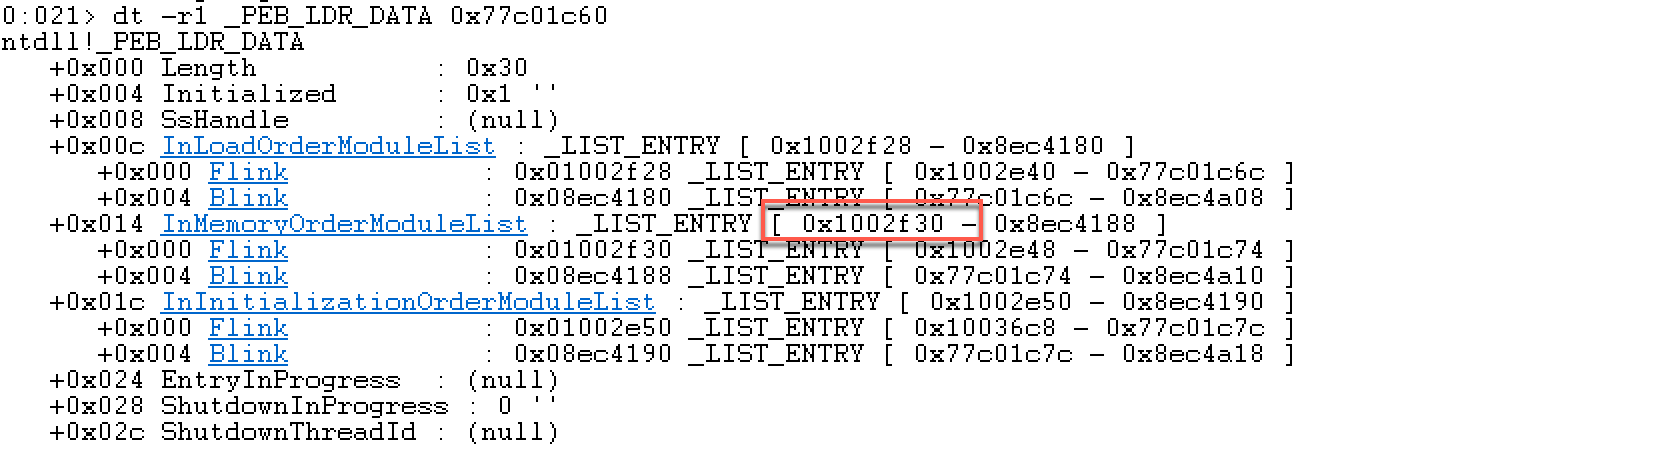 0:021> dt -r1 _PEB_LDR_DATA 0x77c01c60
ntdll!_PEB_LDR_DATA
+0x000 Length : 0x30
+0x004 Initialized : 0x1 ''
+0x008 SsHandle : (null)
+0x00c InLoadOrderModuleList : _LIST_ENTRY [ 0x1002f28 - 0x8ec4180 ]
+0x000 Flink : 0x01002f28 _LIST_ENTRY [ 0x1002e40 - 0x77c01c6c ]
+0x004 Blink : 0x08ec4180 _LIST_ENTRY [ 0x77c01c6c - 0x8ec4a08 ]
+0x014 InMemoryOrderModuleList : _LIST_ENTRY [ 0x1002f30 - 0x8ec4188 ]
+0x000 Flink : 0x01002f30 _LIST_ENTRY [ 0x1002e48 - 0x77c01c74 ]
+0x004 Blink : 0x08ec4188 _LIST_ENTRY [ 0x77c01c74 - 0x8ec4a10 ]
+0x01c InInitializationOrderModuleList : _LIST_ENTRY [ 0x1002e50 - 0x8ec4190 ]
+0x000 Flink : 0x01002e50 _LIST_ENTRY [ 0x10036c8 - 0x77c01c7c ]
+0x004 Blink : 0x08ec4190 _LIST_ENTRY [ 0x77c01c7c - 0x8ec4a18 ]
+0x024 EntryInProgress : (null)
+0x028 ShutdownInProgress : 0 ''
+0x02c ShutdownThreadId : (null)